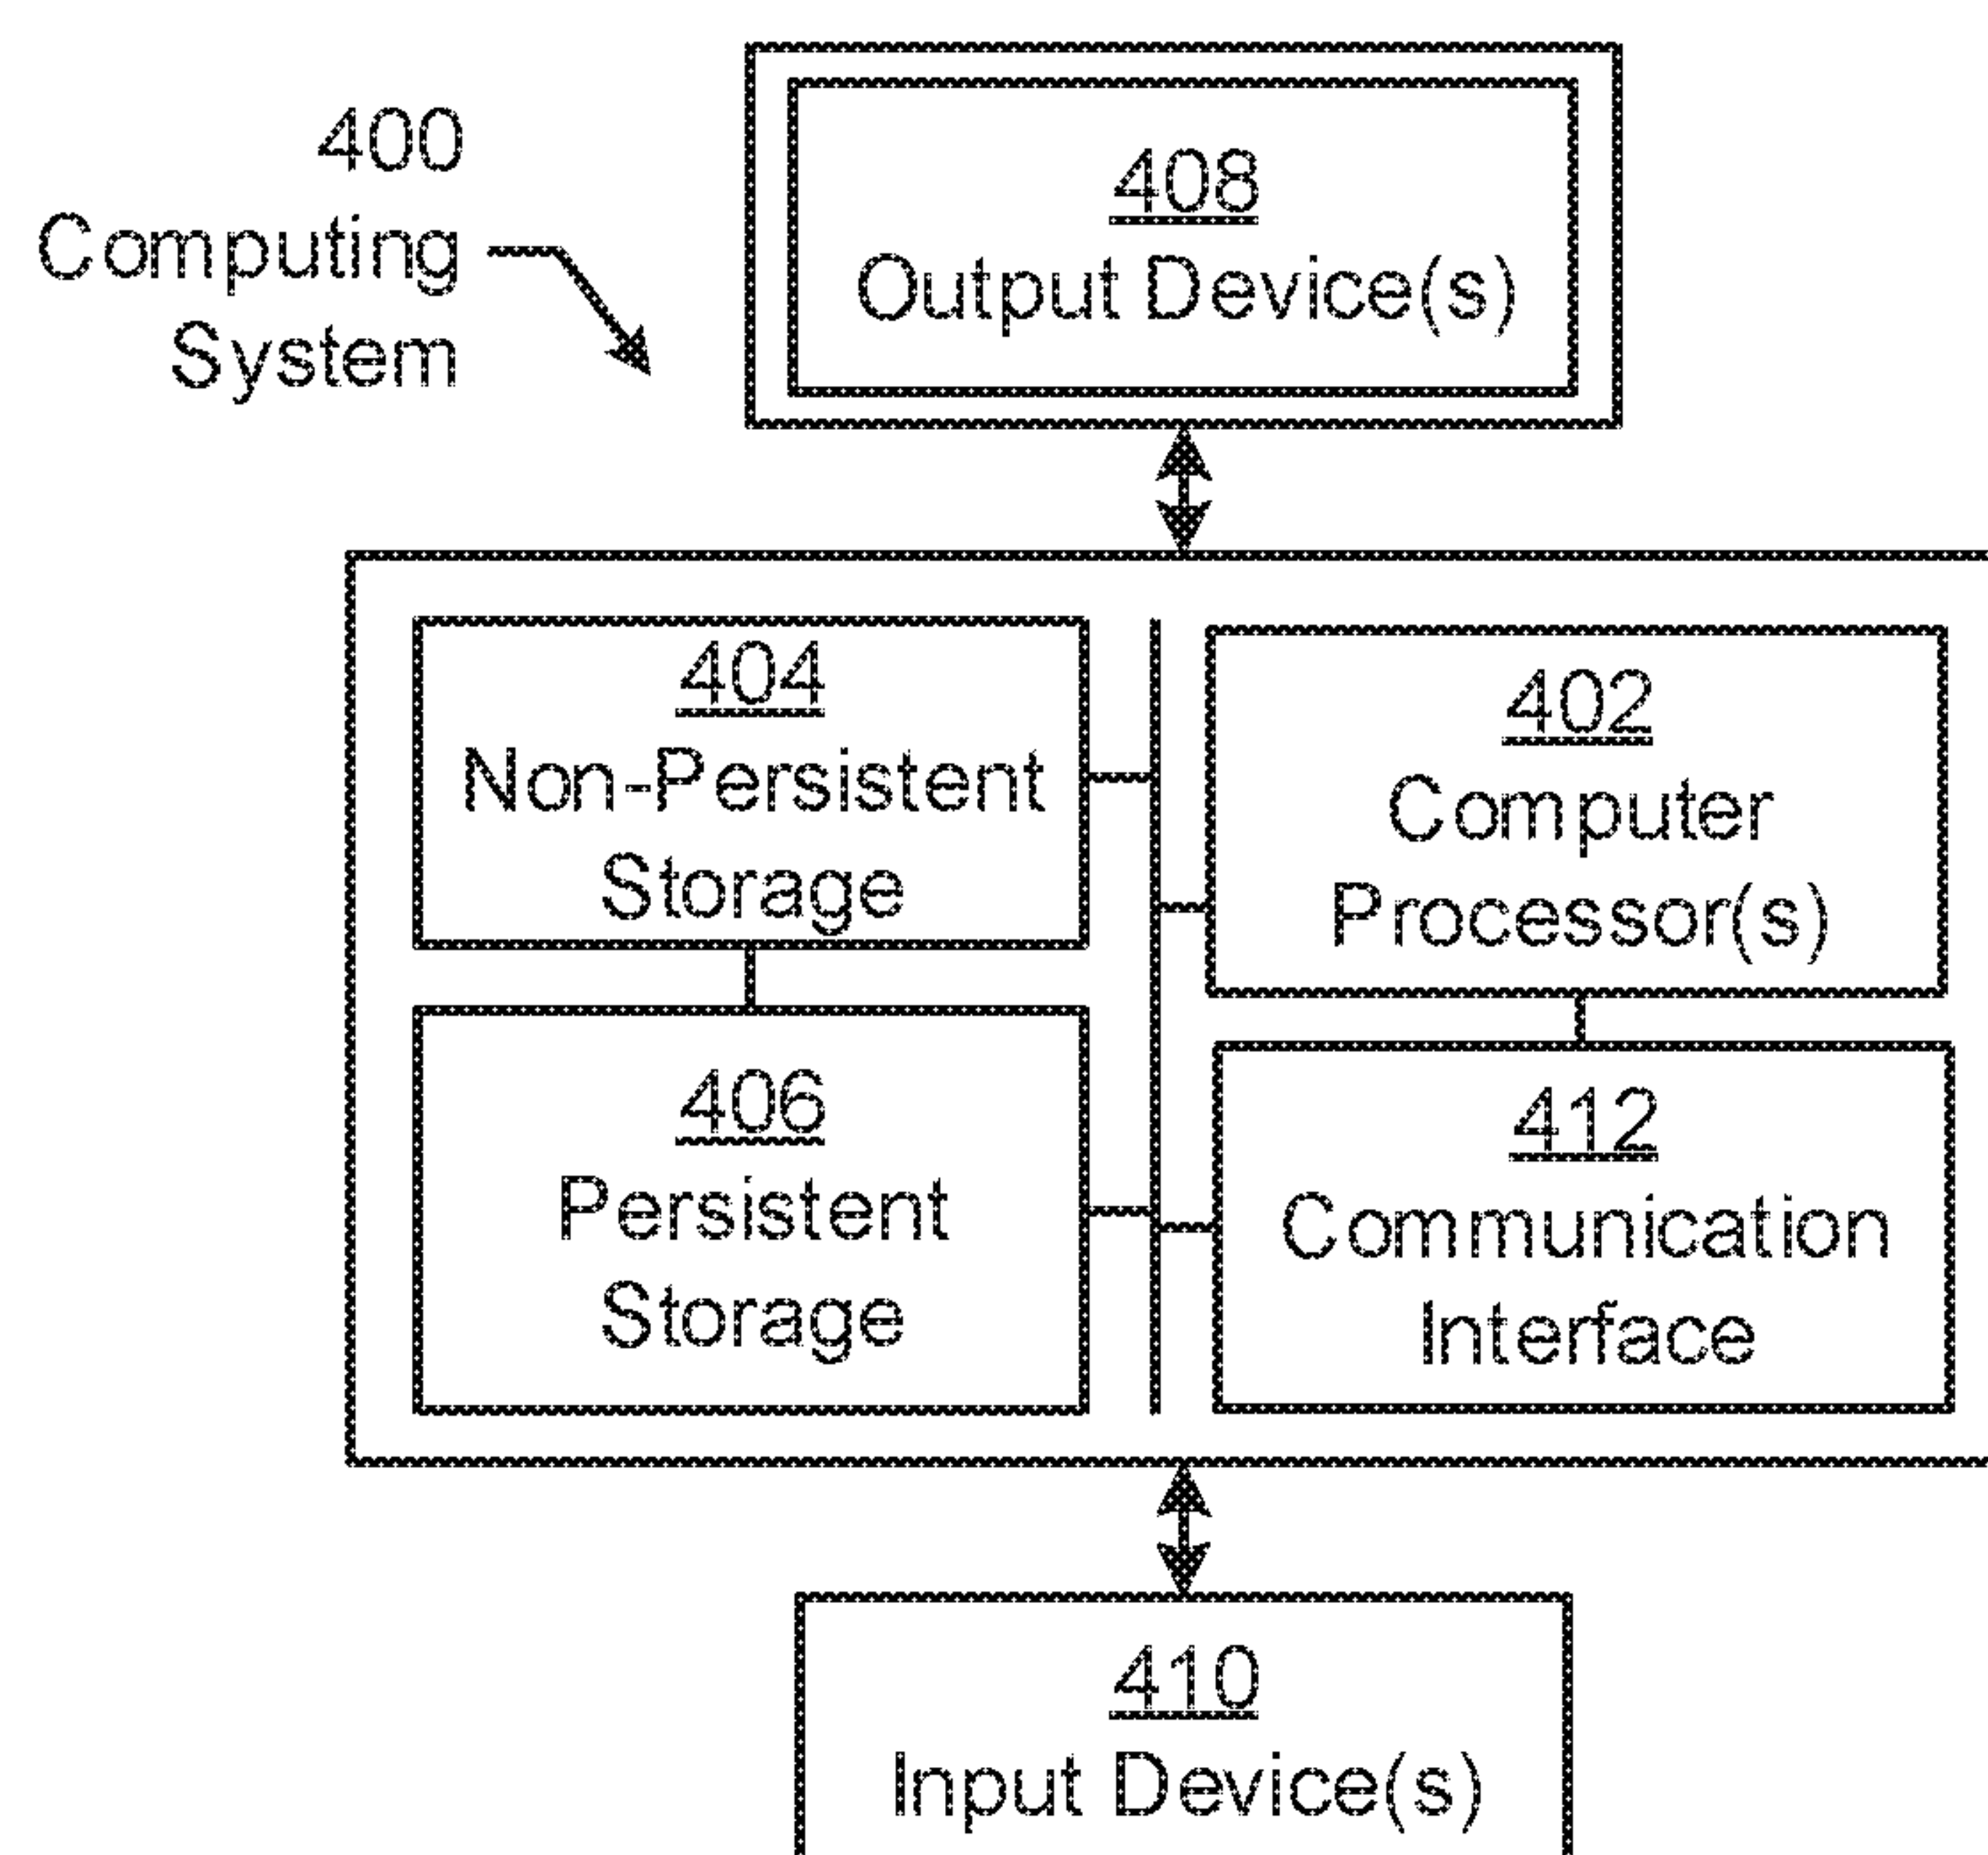 400
Computing
System
408
Output Device(s)
404
Non-Persistent
Storage
402
Computer
Processor(s)
406
Persistent
Storage
412
Communication
Interface
410
Input Device(s)